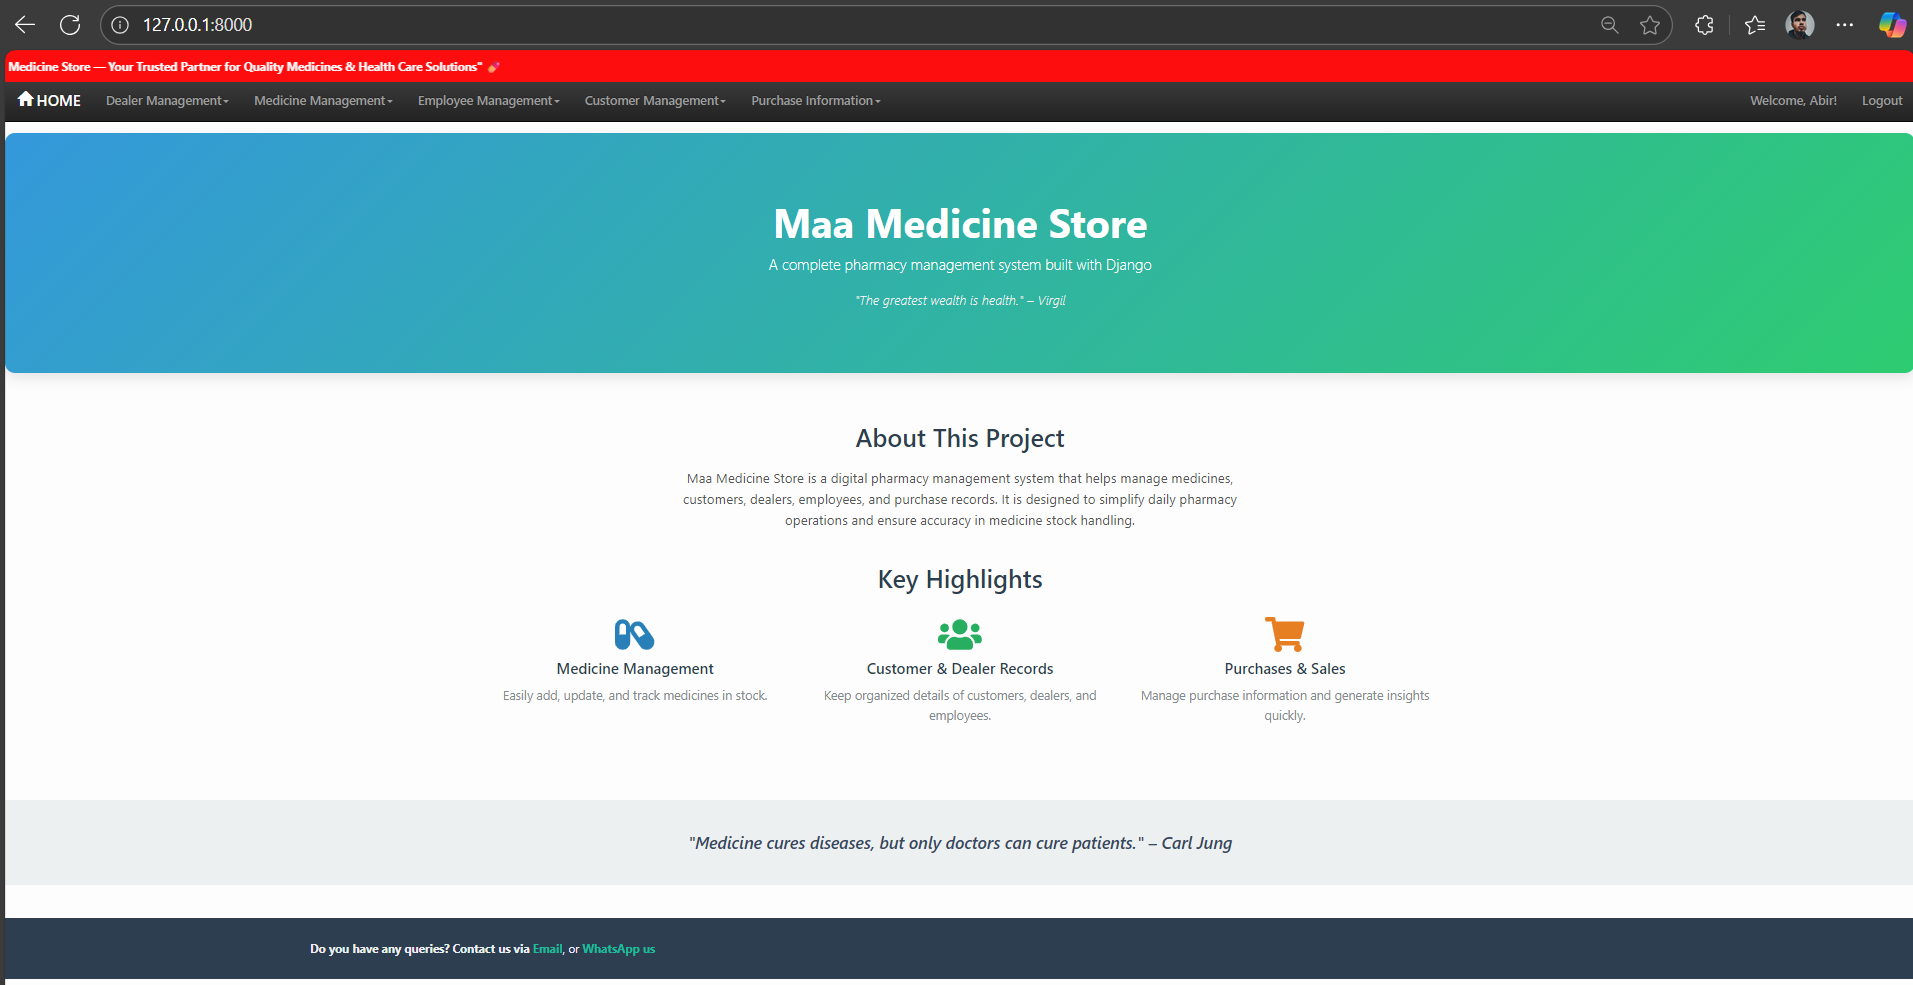 127.0.0.1:8000
Medicine Store — Your Trusted Partner for Quality Medicines & Health Care Solutions" 💊
HOME Dealer Management Medicine Management Employee Management Customer Management Purchase Information Welcome, Abir! Logout
Maa Medicine Store
A complete pharmacy management system built with Django
"The greatest wealth is health." – Virgil
About This Project
Maa Medicine Store is a digital pharmacy management system that helps manage medicines,
customers, dealers, employees, and purchase records. It is designed to simplify daily pharmacy
operations and ensure accuracy in medicine stock handling.
Key Highlights
Medicine Management
Easily add, update, and track medicines in stock.
Customer & Dealer Records
Keep organized details of customers, dealers, and
employees.
Purchases & Sales
Manage purchase information and generate insights
quickly.
"Medicine cures diseases, but only doctors can cure patients." – Carl Jung
Do you have any queries? Contact us via Email, or WhatsApp us